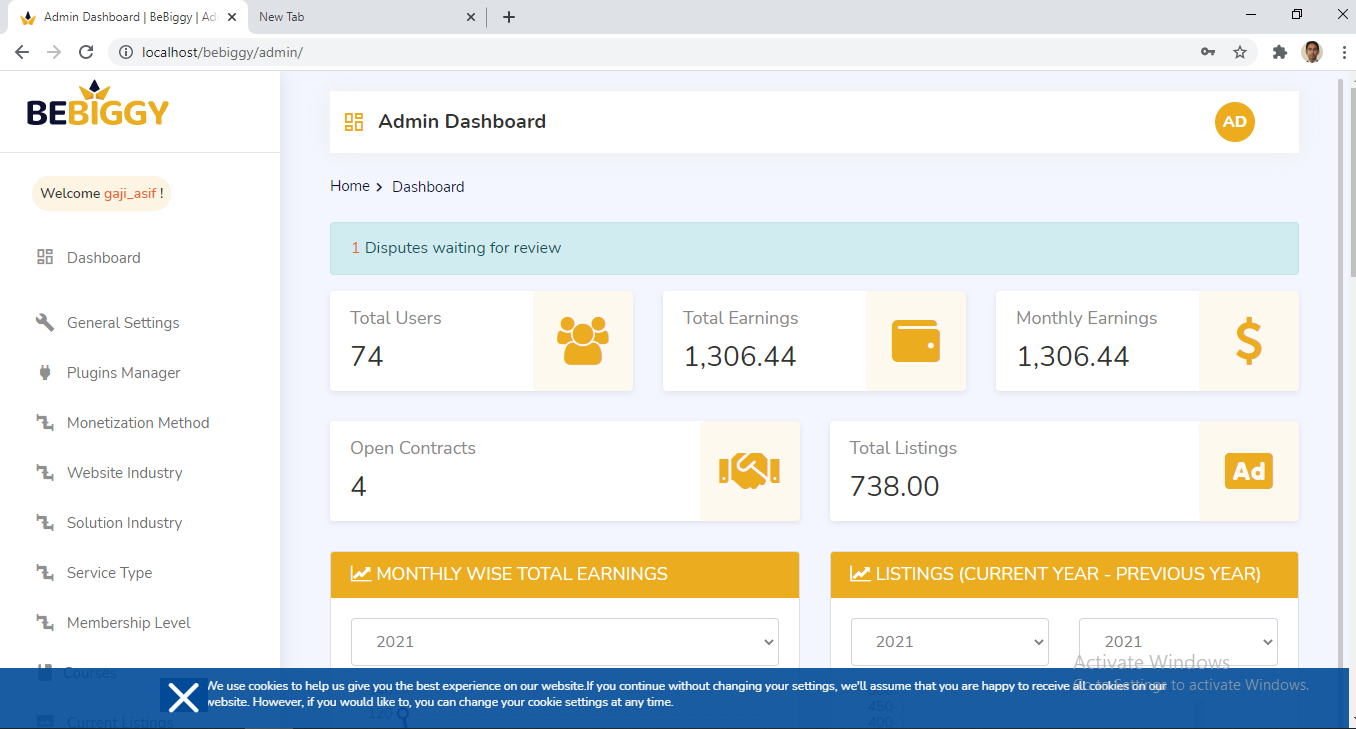 Admin Dashboard | BeBiggy | Ad
New Tab
localhost/bebiggy/admin/
BEBIGGY
Admin Dashboard
AD
Welcome gaji_asif !
Home
Dashboard
1 Disputes waiting for review
Dashboard
General Settings
Plugins Manager
Monetization Method
Website Industry
Solution Industry
Service Type
Membership Level
Courses
Current Listings
Total Users
74
Total Earnings
1,306.44
Monthly Earnings
1,306.44
Open Contracts
4
Total Listings
738.00
Ad
MONTHLY WISE TOTAL EARNINGS
2021
120
LISTINGS (CURRENT YEAR - PREVIOUS YEAR)
2021
2021
450
400
We use cookies to help us give you the best experience on our website.If you continue without changing your settings, we'll assume that you are happy to receive all cookies on our
website. However, if you would like to, you can change your cookie settings at any time.
Activate Windows
Go to Settings to activate Windows.